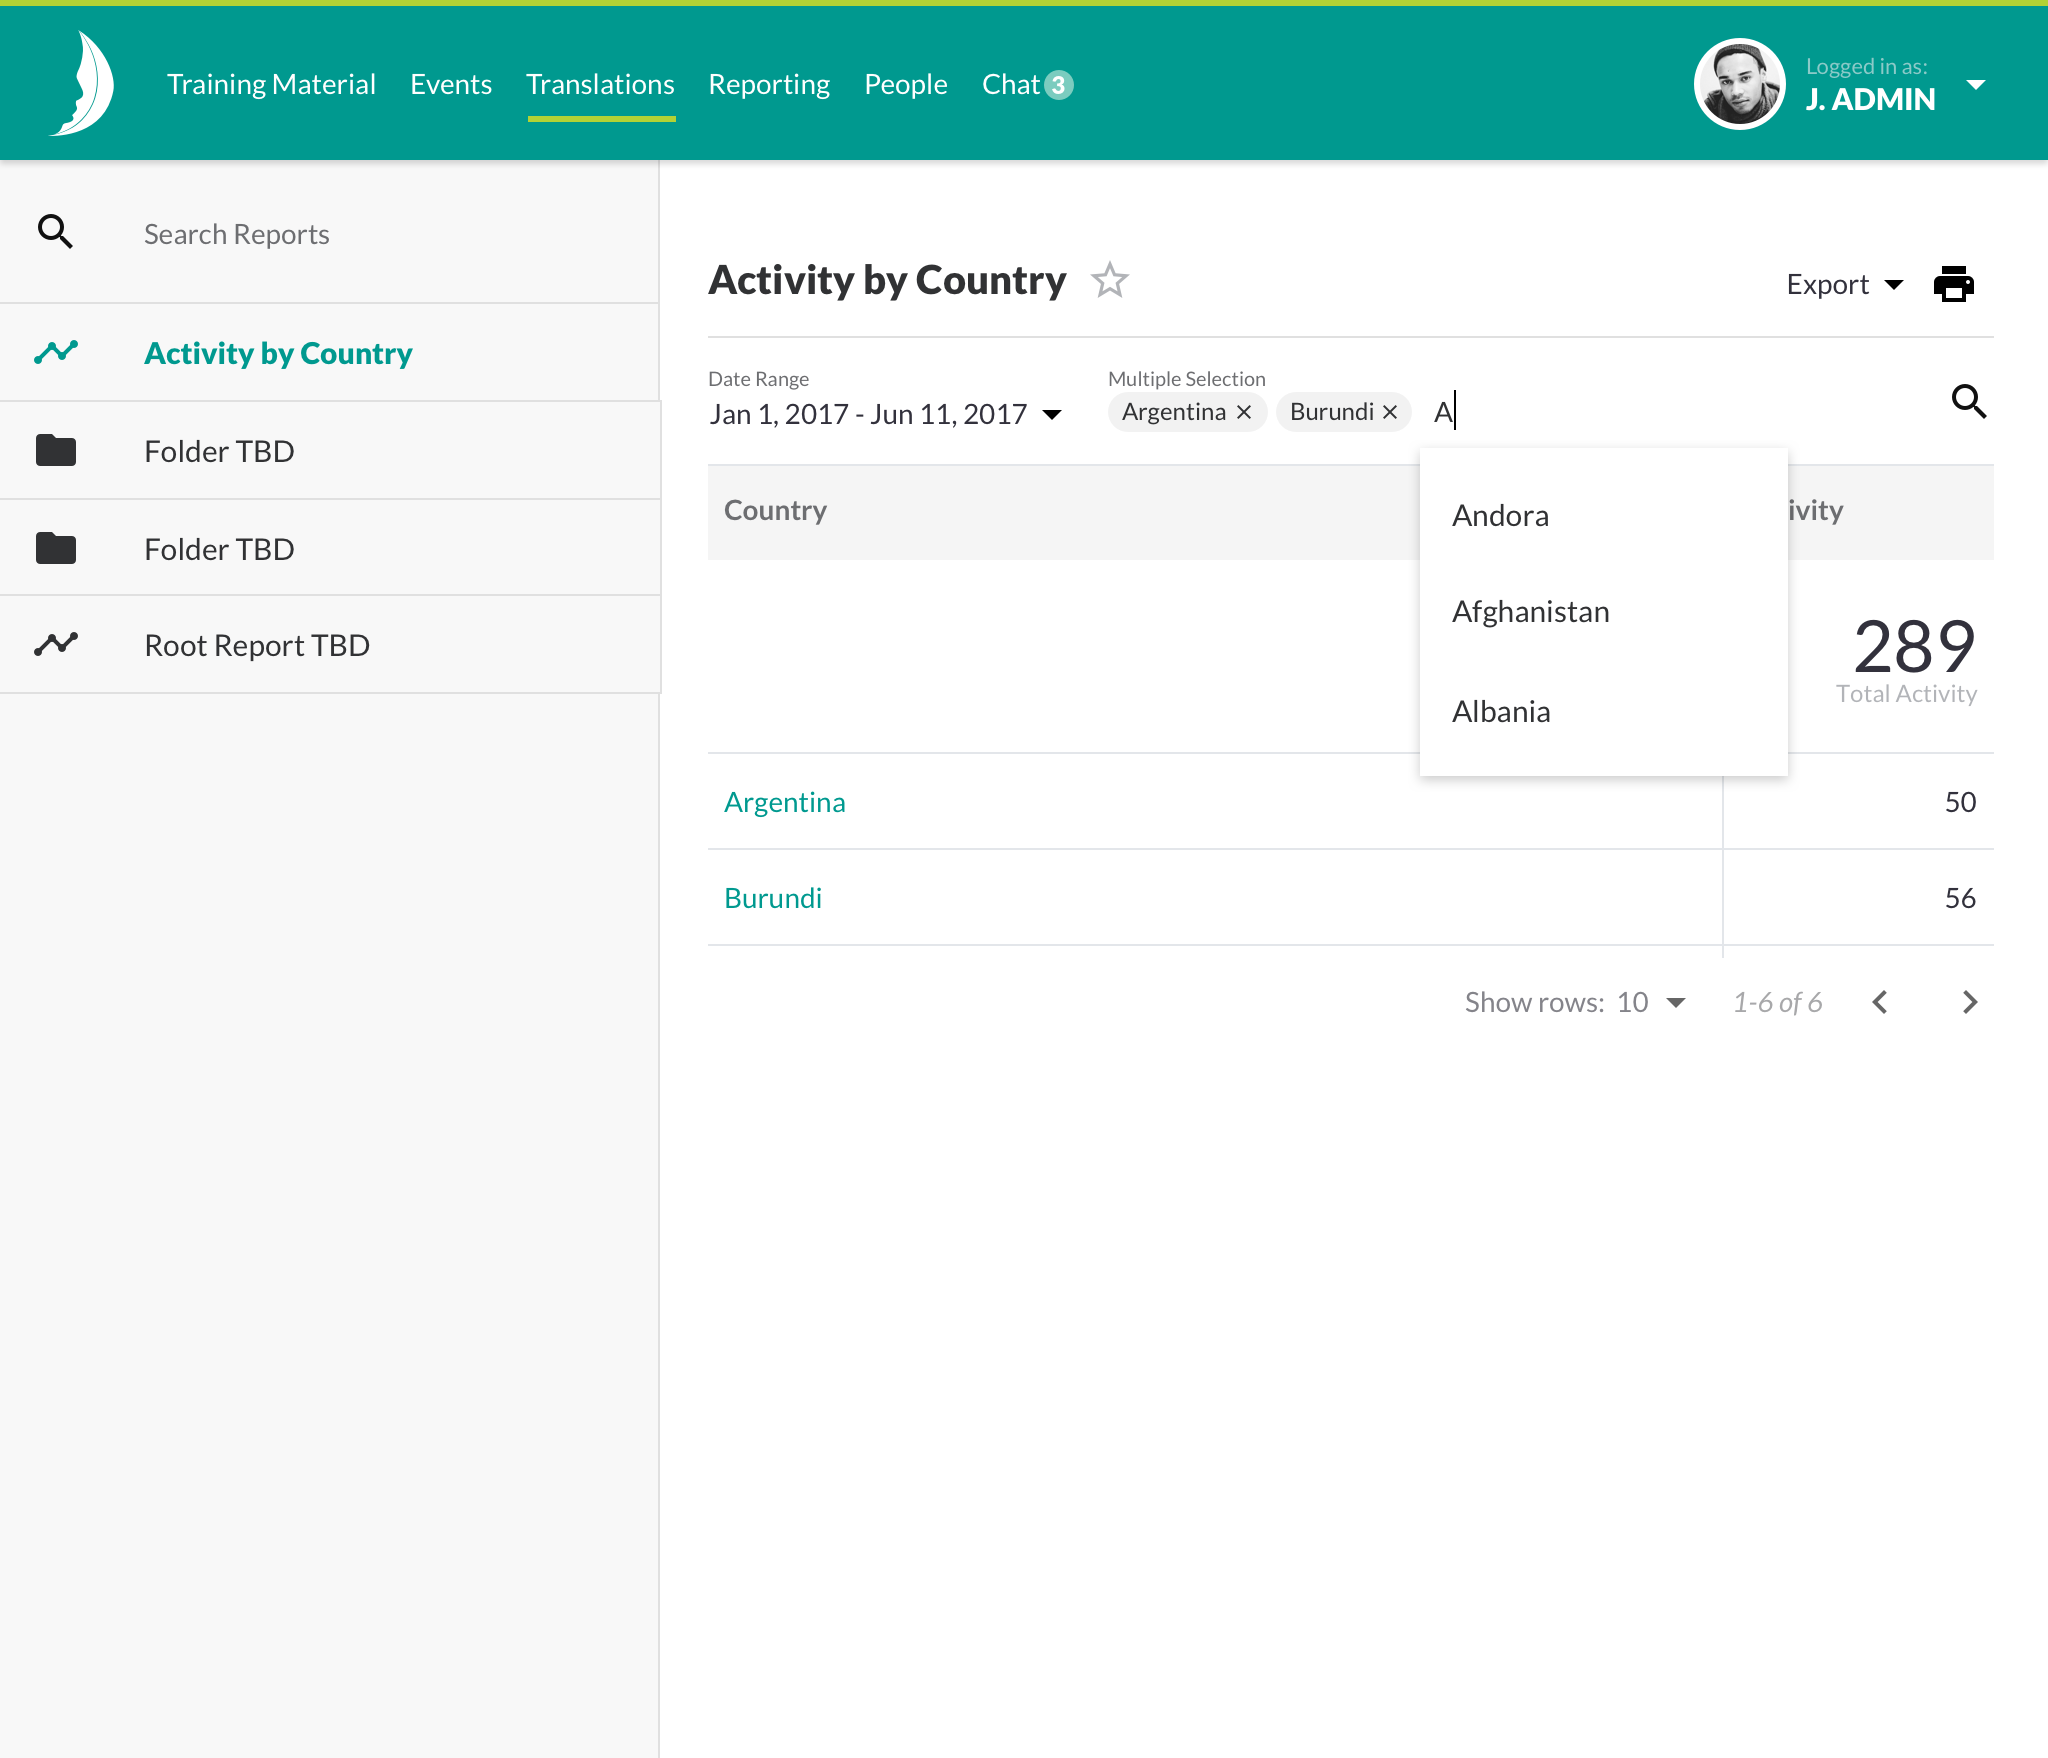 Training Material Events Translations Reporting People Chat 3
Logged in as:
J. ADMIN
Search Reports
Activity by Country
Folder TBD
Folder TBD
Root Report TBD
Activity by Country
Export
Date Range
Jan 1, 2017 - Jun 11, 2017
Multiple Selection
Argentina × Burundi × A
Andora
Afghanistan
Albania
Country ivity
289
Total Activity
Argentina 50
Burundi 56
Show rows: 10 1-6 of 6